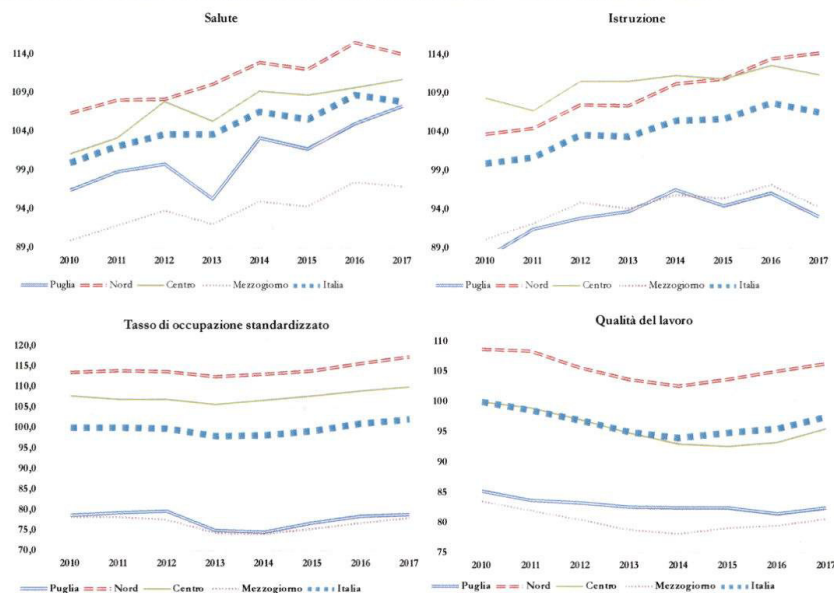 Salute
114,0
109,0
104,0
99,0
94,0
89,0
2010 2011 2012 2013 2014 2015 2016 2017
Puglia Nord Centro Mezzogiorno Italia
Istruzione
114,0
109,0
104,0
99,0
94,0
89,0
2010 2011 2012 2013 2014 2015 2016 2017
Puglia Nord Centro Mezzogiorno Italia
Tasso di occupazione standardizzato
120,0
115,0
110,0
105,0
100,0
95,0
90,0
85,0
80,0
75,0
70,0
2010 2011 2012 2013 2014 2015 2016 2017
Puglia Nord Centro Mezzogiorno Italia
Qualità del lavoro
110
105
100
95
90
85
80
75
2010 2011 2012 2013 2014 2015 2016 2017
Puglia Nord Centro Mezzogiorno Italia